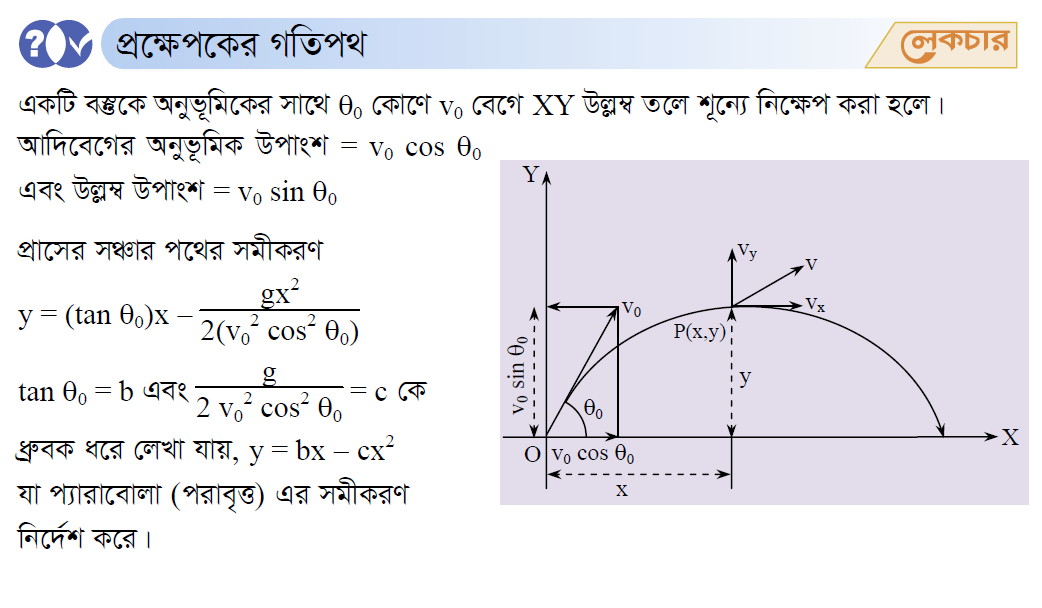 প্রক্ষেপকের গতিপথ
লেকচার
একটি বস্তুকে অনুভূমিকের সাথে θ₀ কোণে v₀ বেগে XY উল্লম্ব তলে শূন্যে নিক্ষেপ করা হলে।
আদিবেগের অনুভূমিক উপাংশ = v₀ cos θ₀
এবং উল্লম্ব উপাংশ = v₀ sin θ₀
প্রাসের সঞ্চার পথের সমীকরণ
y = (tan θ₀)x – gx² / 2(v₀² cos² θ₀)
tan θ₀ = b এবং g / 2 v₀² cos² θ₀ = c কে
ধ্রুবক ধরে লেখা যায়, y = bx – cx²
যা প্যারাবোলা (পরাবৃত্ত) এর সমীকরণ
নির্দেশ করে।
Y
v_y
v
v₀
v_x
P(x,y)
v₀ sin θ₀
y
θ₀
X
O
v₀ cos θ₀
x